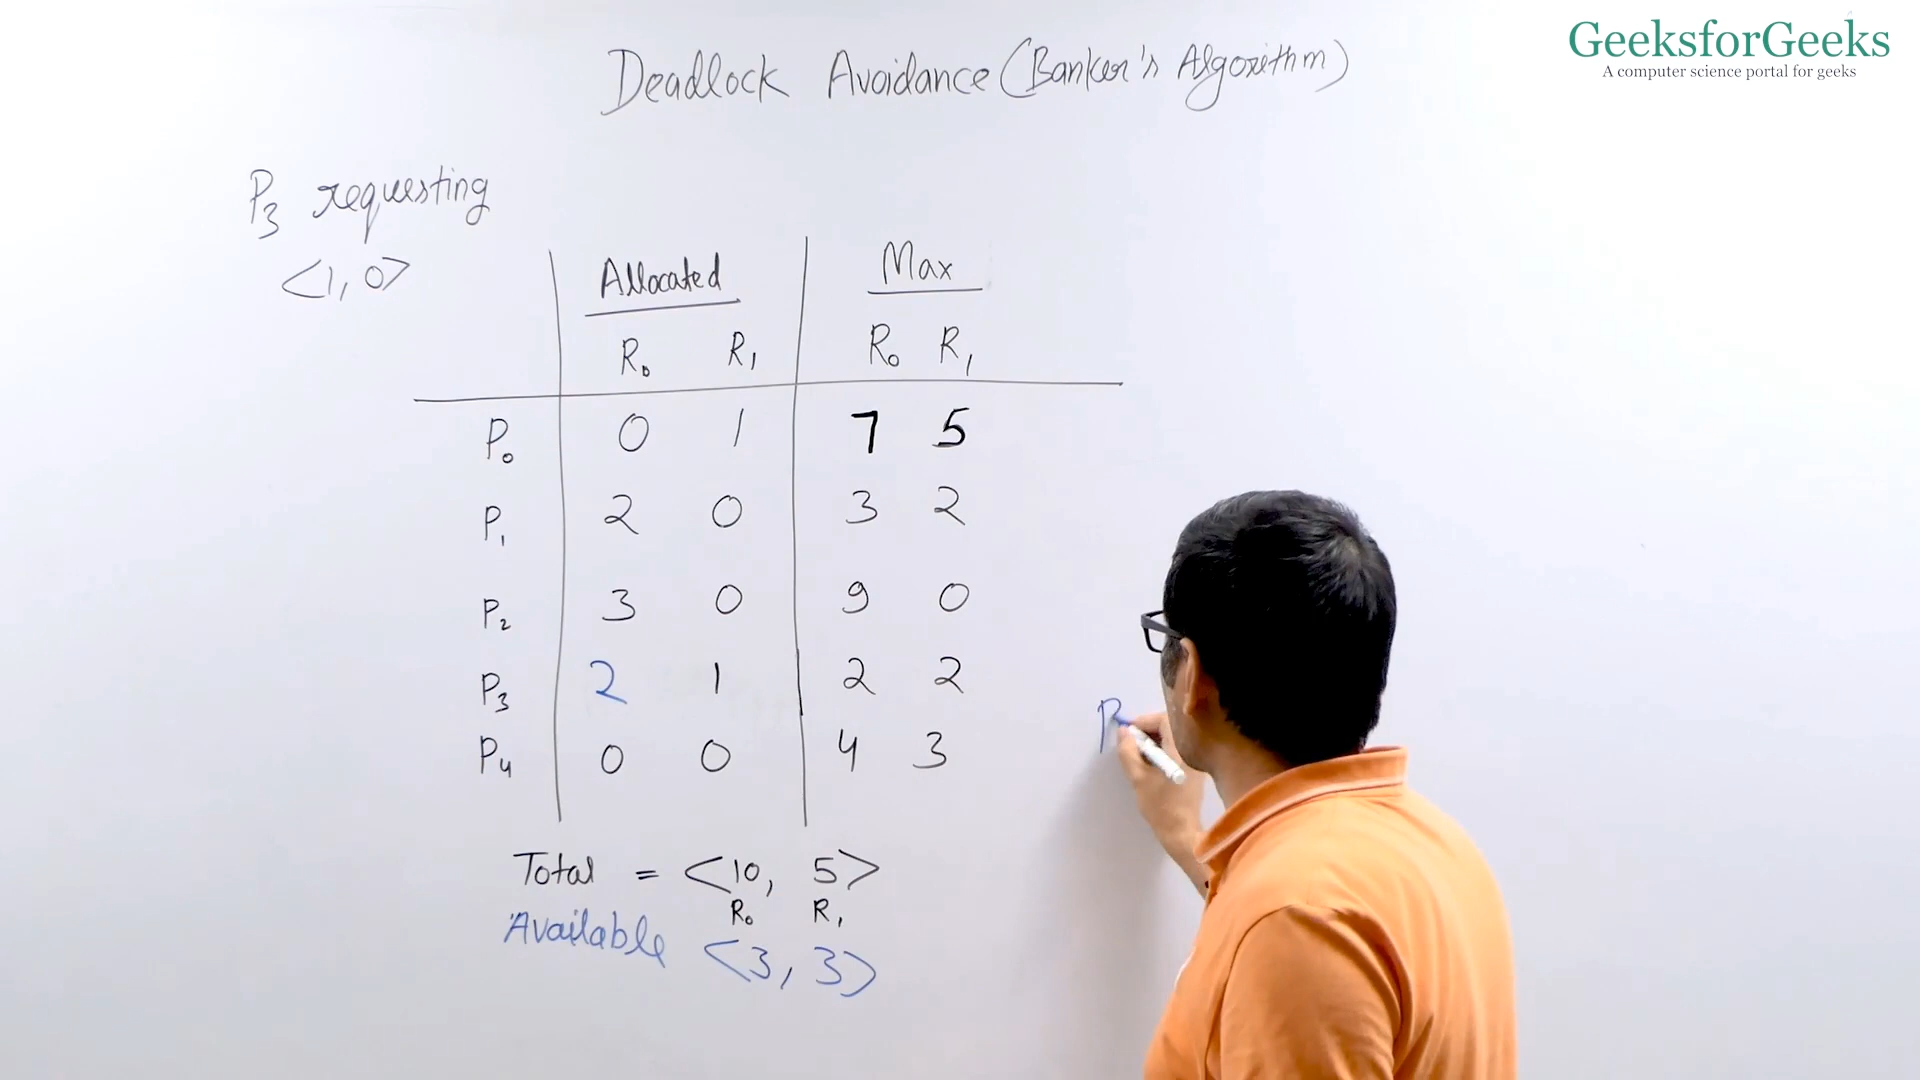 GeeksforGeeks
A computer science portal for geeks
Deadlock Avoidance (Banker's Algorithm)
P3 requesting
<1, 0>
Allocated Max
R0 R1 R0 R1
P0 0 1 7 5
P1 2 0 3 2
P2 3 0 9 0
P3 2 1 2 2
P4 0 0 4 3
P
Total = <10, 5>
R0 R1
Available <3, 3>